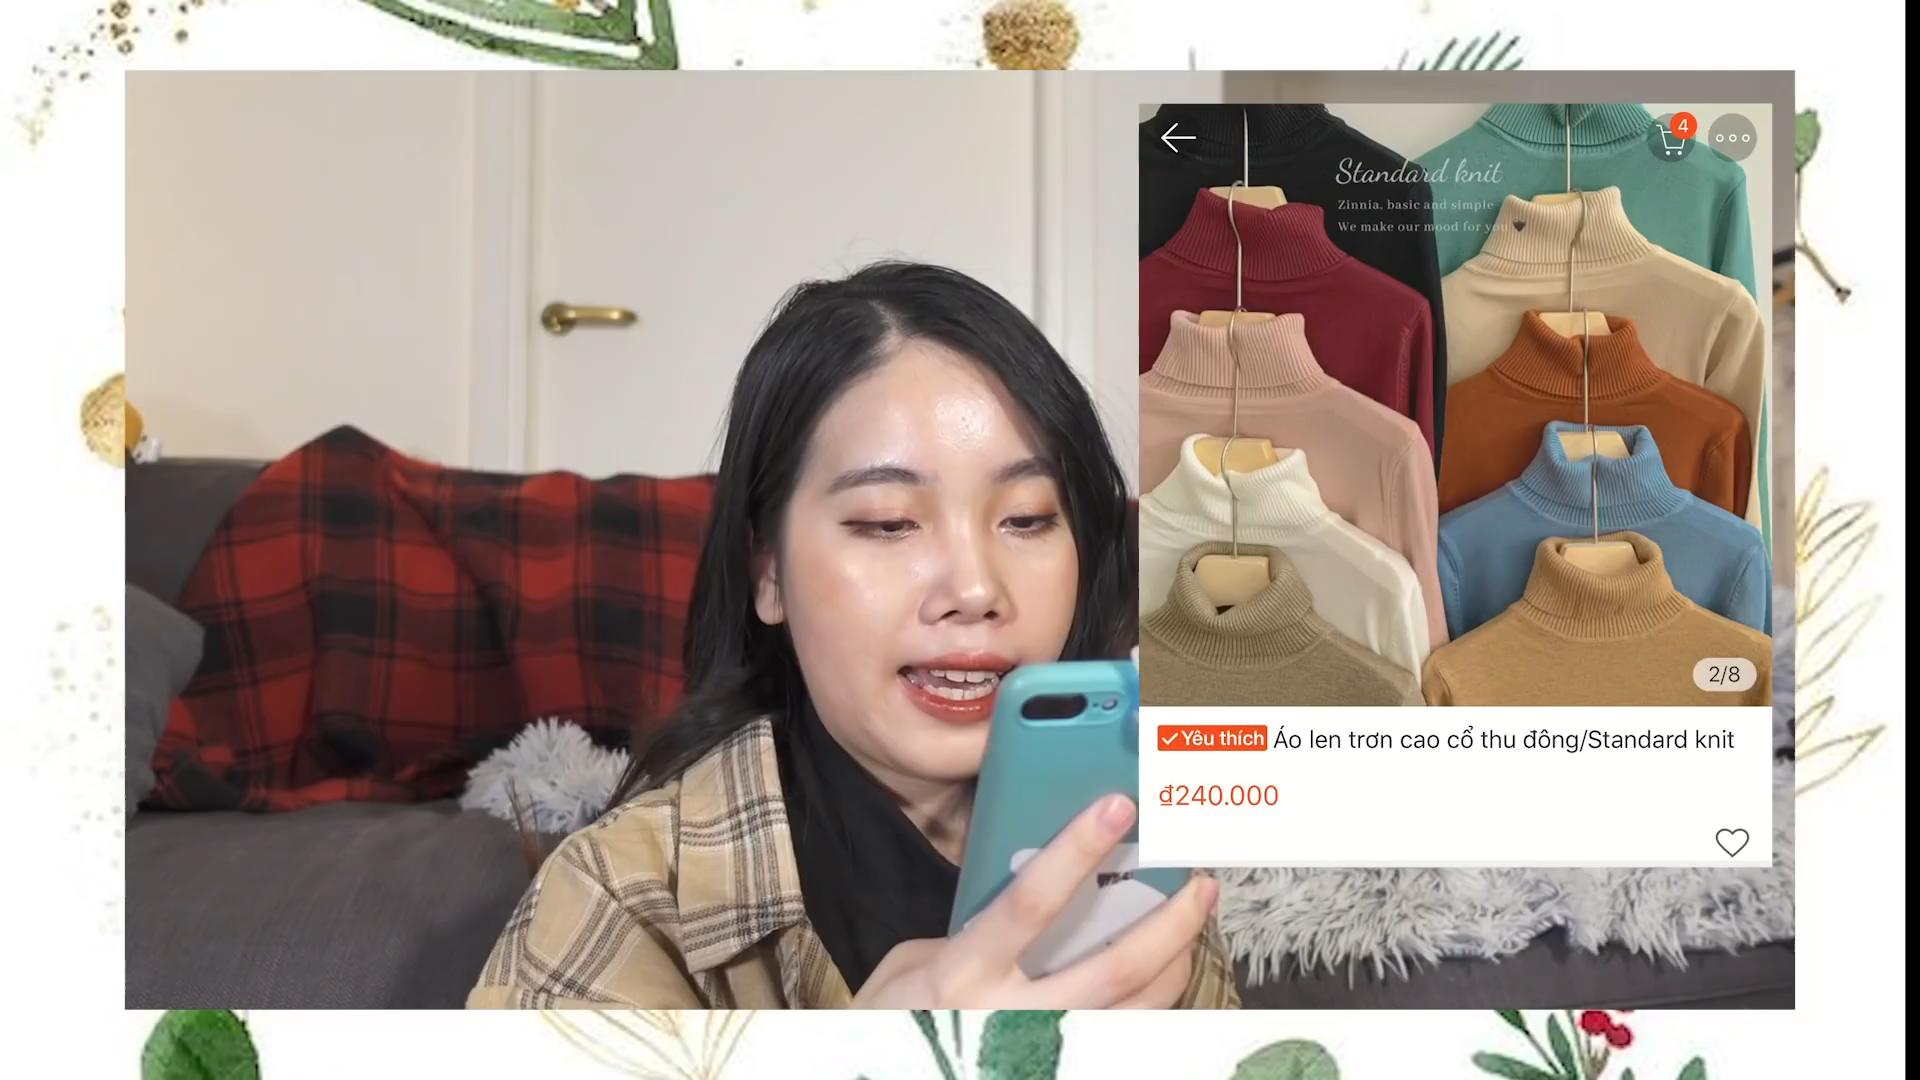 4
Standard knit
Zinnia, basic and simple
We make our mood for you
2/8
Yêu thích Áo len trơn cao cổ thu đông/Standard knit
₫240.000